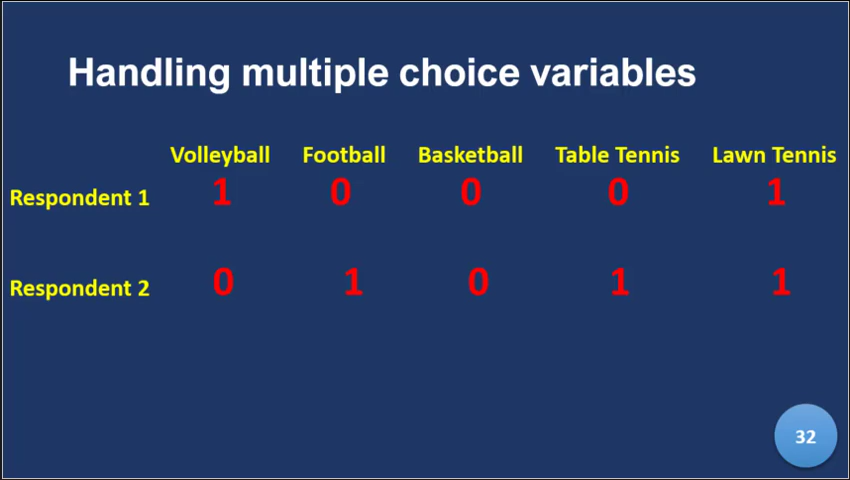 Handling multiple choice variables
Volleyball Football Basketball Table Tennis Lawn Tennis
Respondent 1 1 0 0 0 1
Respondent 2 0 1 0 1 1
32